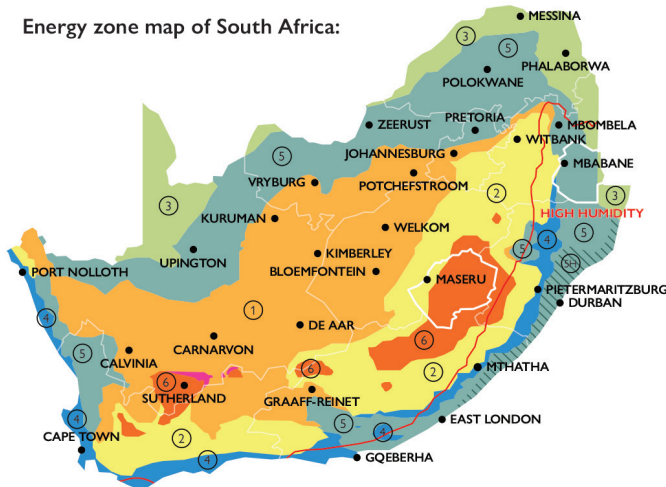 Energy zone map of South Africa:
MESSINA
3
5
PHALABORWA
POLOKWANE
3
ZEERUST
PRETORIA
MBOMBELA
WITBANK
JOHANNESBURG
5
MBABANE
VRYBURG
POTCHEFSTROOM
2
3
3
KURUMAN
HIGH HUMIDITY
WELKOM
5
4
5
UPINGTON
KIMBERLEY
5H
PORT NOLLOTH
BLOEMFONTEIN
MASERU
PIETERMARITZBURG
DURBAN
1
4
DE AAR
CARNARVON
6
5
CALVINIA
6
MTHATHA
6
2
SUTHERLAND
GRAAFF-REINET
4
EAST LONDON
4
CAPE TOWN
2
5
4
GQEBERHA